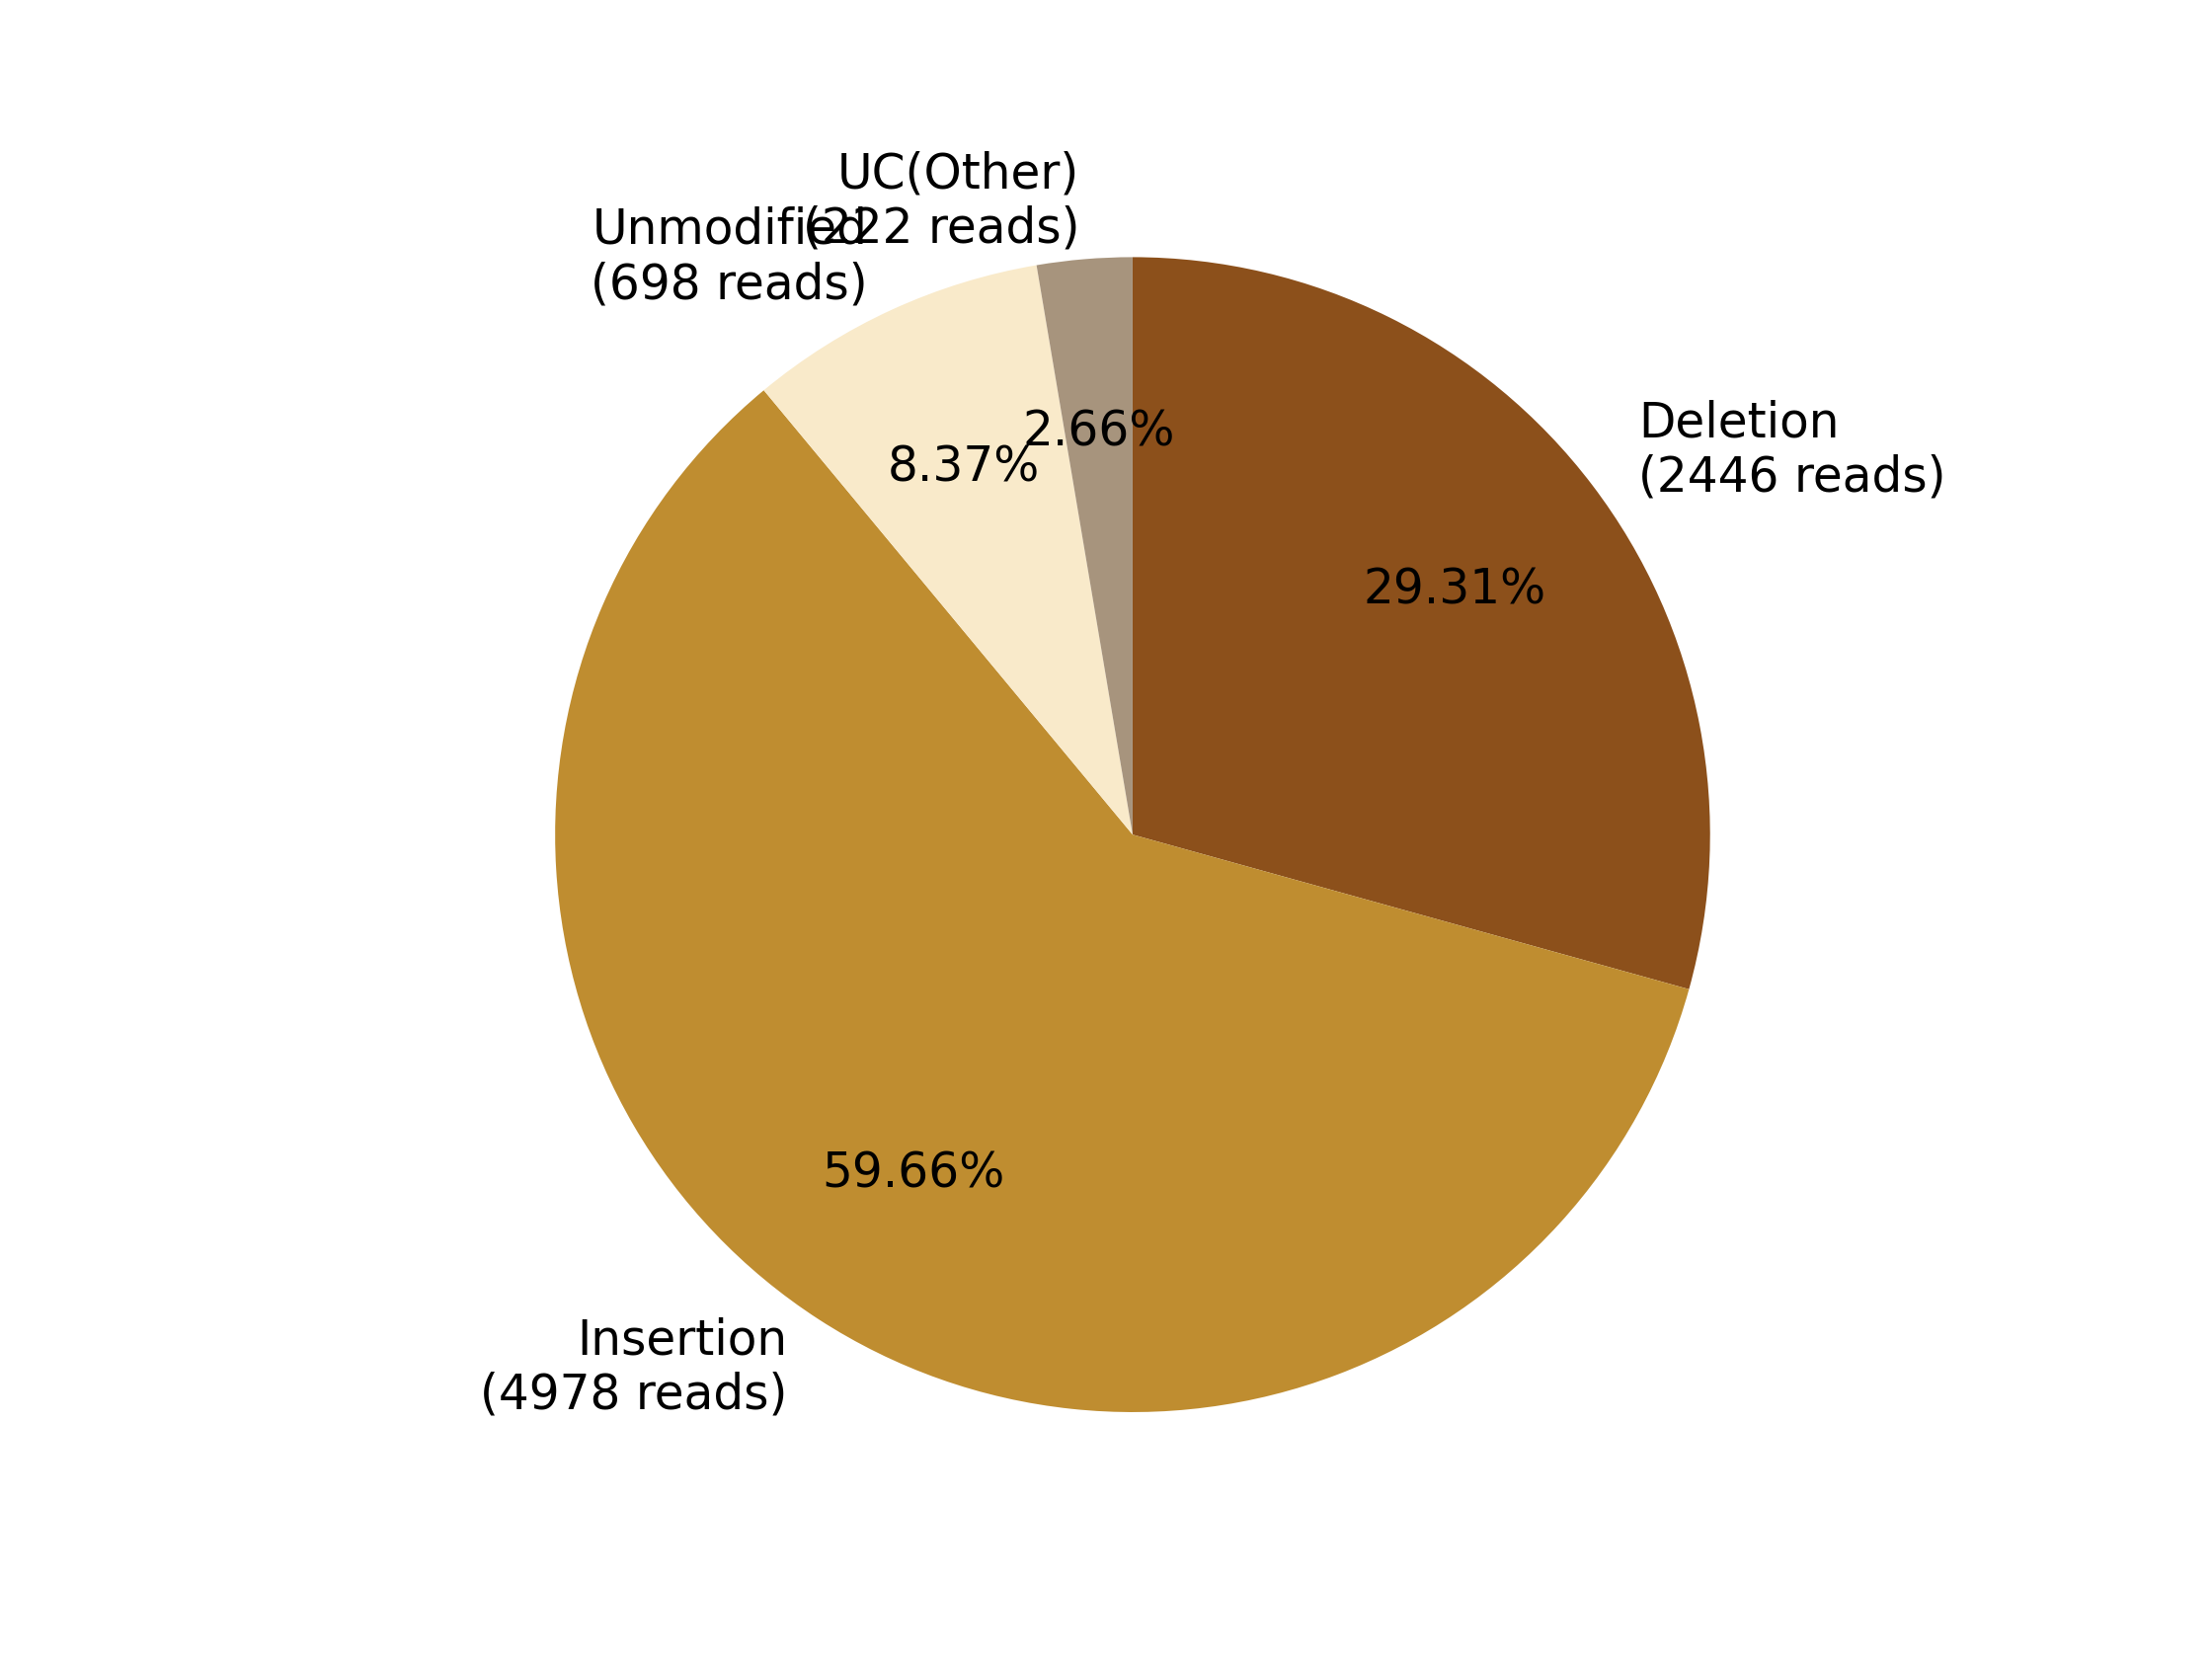 UC(Other)
(222 reads)
Unmodified
(698 reads)
Deletion
(2446 reads)
2.66%
8.37%
29.31%
59.66%
Insertion
(4978 reads)